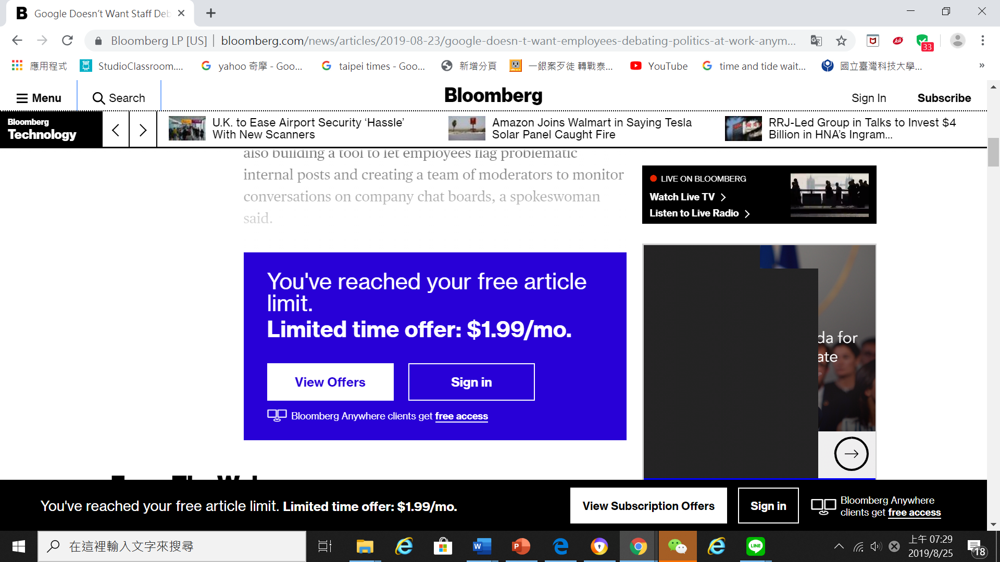 Google Doesn't Want Staff Deb
Bloomberg LP [US] | bloomberg.com/news/articles/2019-08-23/google-doesn-t-want-employees-debating-politics-at-work-anym...
Ask
33
應用程式
StudioClassroom....
yahoo 奇摩 - Goo...
taipei times - Goo...
新增分頁
一銀案歹徒 轉戰泰...
YouTube
time and tide wait...
國立臺灣科技大學...
»
Menu
Search
Bloomberg
Sign In
Subscribe
Bloomberg
Technology
U.K. to Ease Airport Security ‘Hassle’
With New Scanners
Amazon Joins Walmart in Saying Tesla
Solar Panel Caught Fire
RRJ-Led Group in Talks to Invest $4
Billion in HNA’s Ingram...
also building a tool to let employees flag problematic
internal posts and creating a team of moderators to monitor
conversations on company chat boards, a spokeswoman
said.
LIVE ON BLOOMBERG
Watch Live TV
Listen to Live Radio
You've reached your free article
limit.
Limited time offer: $1.99/mo.
View Offers
Sign in
Bloomberg Anywhere clients get free access
da for
ate
You've reached your free article limit. Limited time offer: $1.99/mo.
View Subscription Offers
Sign in
Bloomberg Anywhere
clients get free access
在這裡輸入文字來搜尋
LINE
上午 07:29
2019/8/25
18